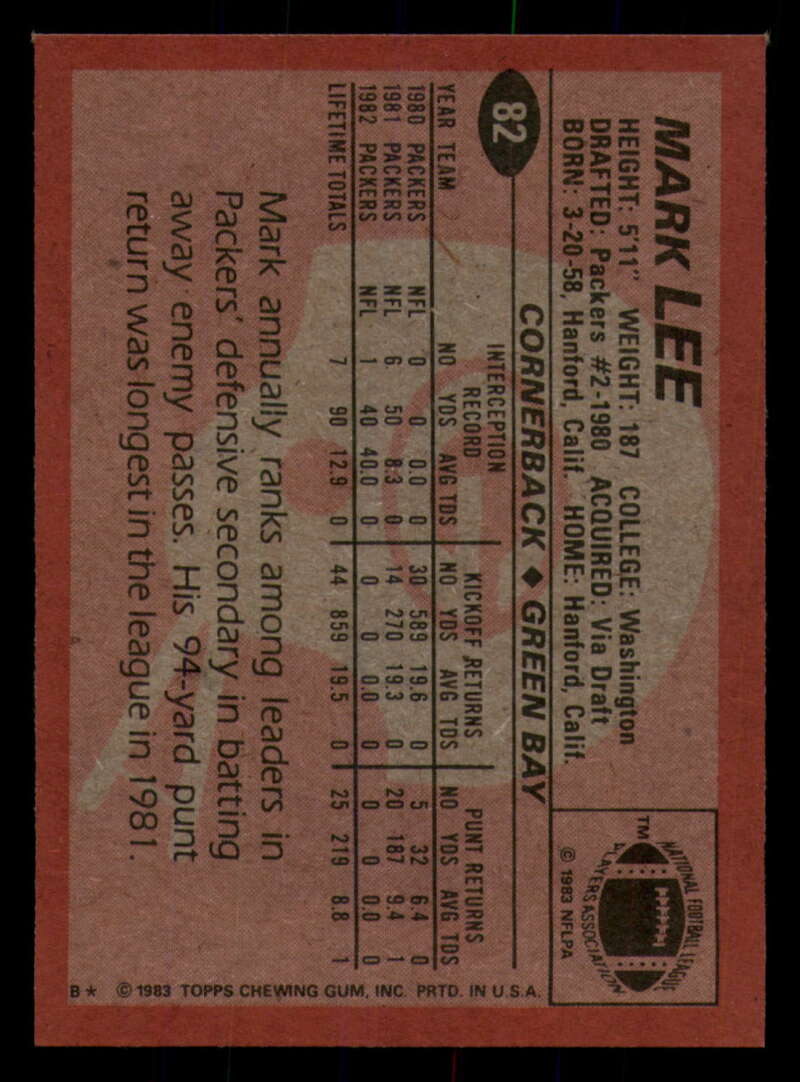 MARK LEE
HEIGHT: 5'11" WEIGHT: 187 COLLEGE: Washington
DRAFTED: Packers #2-1980 ACQUIRED: Via Draft
BORN: 3-20-58, Hanford, Calif. HOME: Hanford, Calif.
NATIONAL FOOTBALL LEAGUE
PLAYERS ASSOCIATION
TM
© 1983 NFLPA
82
CORNERBACK ♦ GREEN BAY
INTERCEPTION RECORD KICKOFF RETURNS PUNT RETURNS
YEAR TEAM NO YDS AVG TDS NO YDS AVG TDS NO YDS AVG TDS
1980 PACKERS NFL 0 0 0.0 0 30 589 19.6 0 5 32 6.4 0
1981 PACKERS NFL 6 50 8.3 0 14 270 19.3 0 20 187 9.4 1
1982 PACKERS NFL 1 40 40.0 0 0 0 0.0 0 0 0 0.0 0
LIFETIME TOTALS 7 90 12.9 0 44 859 19.5 0 25 219 8.8 1
Mark annually ranks among leaders in
Packers' defensive secondary in batting
away enemy passes. His 94-yard punt
return was longest in the league in 1981.
B* © 1983 TOPPS CHEWING GUM, INC. PRTD. IN U.S.A.